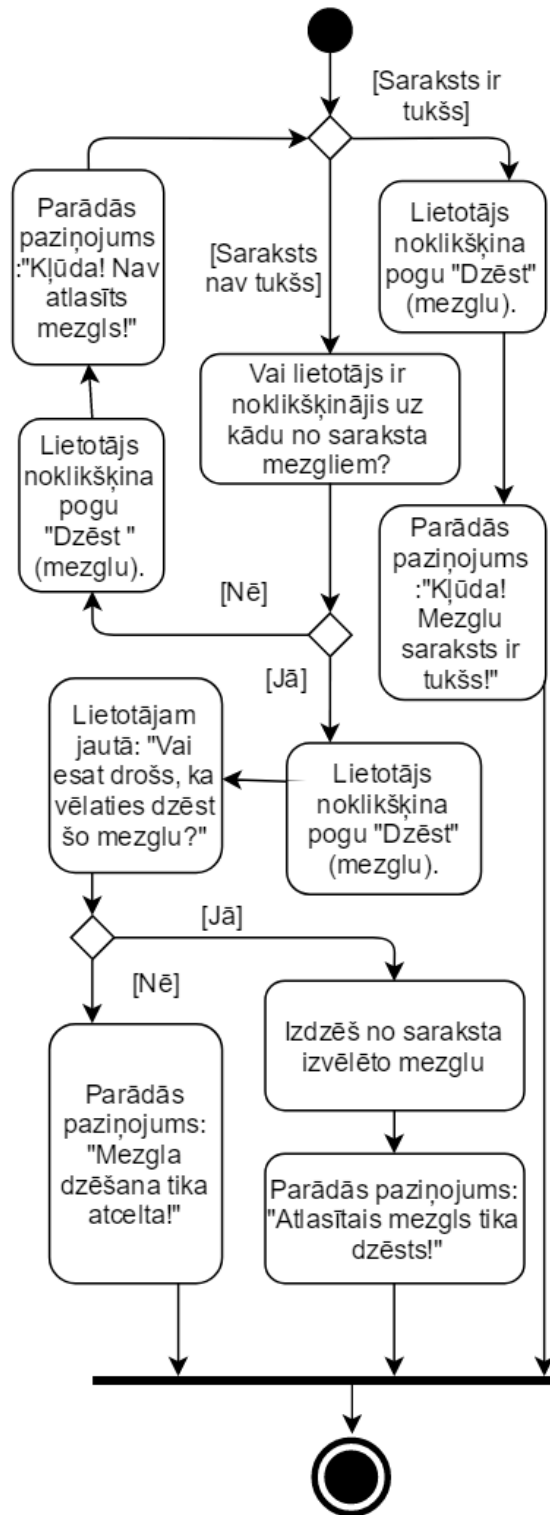 [Saraksts ir
tukšs]
Parādās
paziņojums
:"Kļūda! Nav
atlasīts
mezgls!"
Lietotājs
noklikšķina
pogu "Dzēst"
(mezglu).
[Saraksts
nav tukšs]
Vai lietotājs ir
noklikšķinājis uz
kādu no saraksta
mezgliem?
Lietotājs
noklikšķina
pogu
"Dzēst "
(mezglu).
Parādās
paziņojums
:"Kļūda!
Mezglu
saraksts ir
tukšs!"
[Nē]
[Jā]
Lietotājam
jautā: "Vai
esat drošs, ka
vēlaties dzēst
šo mezglu?"
Lietotājs
noklikšķina
pogu "Dzēst"
(mezglu).
[Jā]
[Nē]
Izdzēš no saraksta
izvēlēto mezglu
Parādās
paziņojums:
"Mezgla
dzēšana tika
atcelta!"
Parādās paziņojums:
"Atlasītais mezgls tika
dzēsts!"